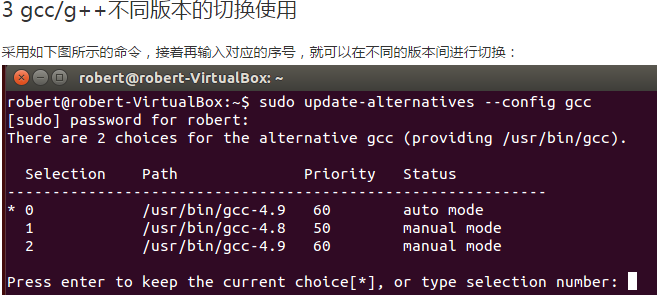 3 gcc/g++不同版本的切换使用
采用如下图所示的命令，接着再输入对应的序号，就可以在不同的版本间进行切换：
robert@robert-VirtualBox: ~
robert@robert-VirtualBox:~$ sudo update-alternatives --config gcc
[sudo] password for robert:
There are 2 choices for the alternative gcc (providing /usr/bin/gcc).
Selection    Path    Priority    Status
------------------------------------------------------------
* 0    /usr/bin/gcc-4.9    60    auto mode
1    /usr/bin/gcc-4.8    50    manual mode
2    /usr/bin/gcc-4.9    60    manual mode
Press enter to keep the current choice[*], or type selection number: